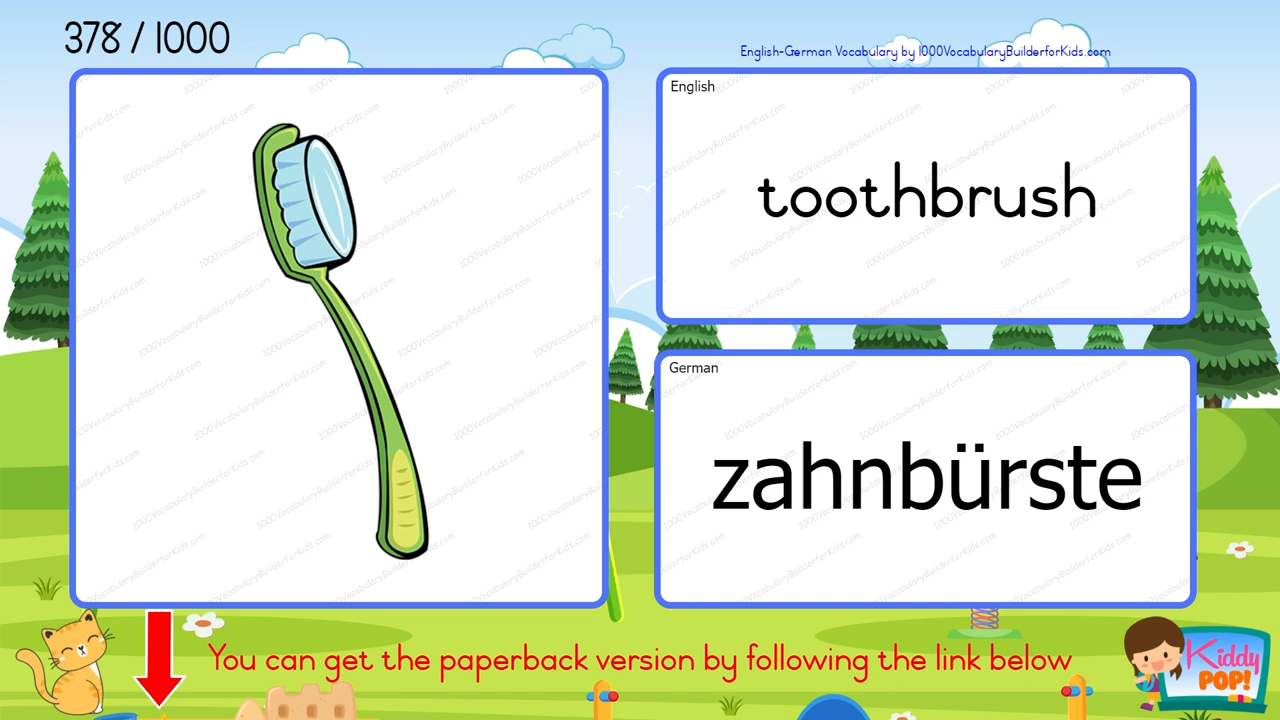 378 / 1000
English-German Vocabulary by 1000VocabularyBuilderforKids.com
English
toothbrush
German
zahnbürste
You can get the paperback version by following the link below
Kiddy
POP!